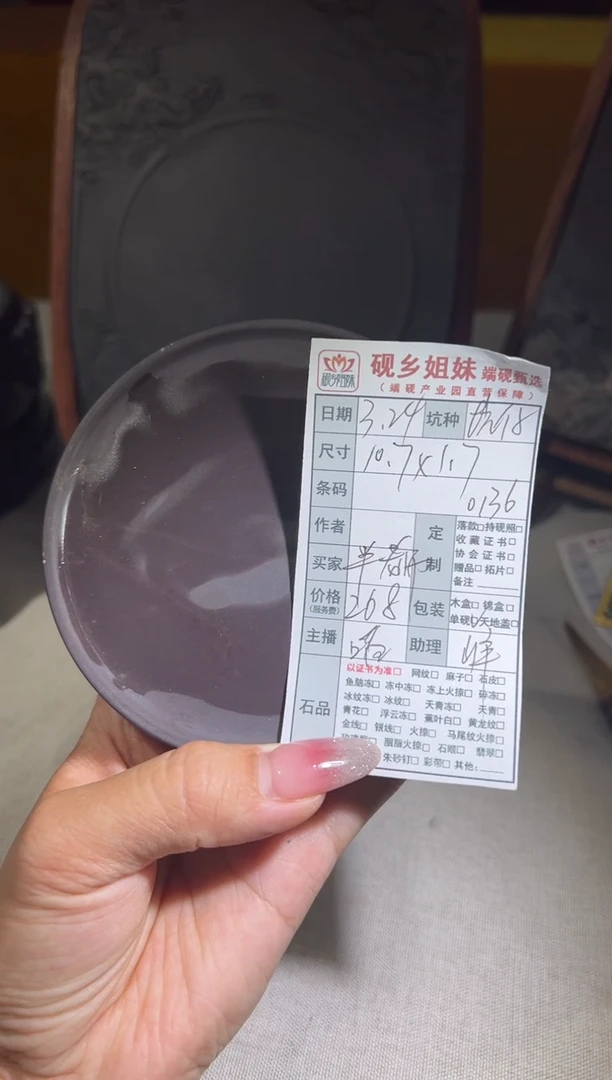 砚乡姐妹 端砚甄选
砚乡姐妹
（端砚产业园直营保障）
日期 3.24 坑种
尺寸 10.7x1.7
条码 0136
作者 定制 落款□ 持砚照□
收藏证书□
协会证书□
赠品□ 拓片□
备注
买家
价格 268 包装 木盒□ 锦盒□
(服务费) 单砚□ 天地盖□
主播 助理
石品 以证书为准□ 网纹□ 麻子□ 石皮□
鱼脑冻□ 冻中冻□ 冻上火捺□ 碎冻□
冰纹冻□ 冰纹□ 天青冻□ 天青□
青花□ 浮云冻□ 蕉叶白□ 黄龙纹□
金线□ 银线□ 火捺□ 马尾纹火捺□
胭脂火捺□ 石眼□ 翡翠□
朱砂钉□ 彩带□ 其他: